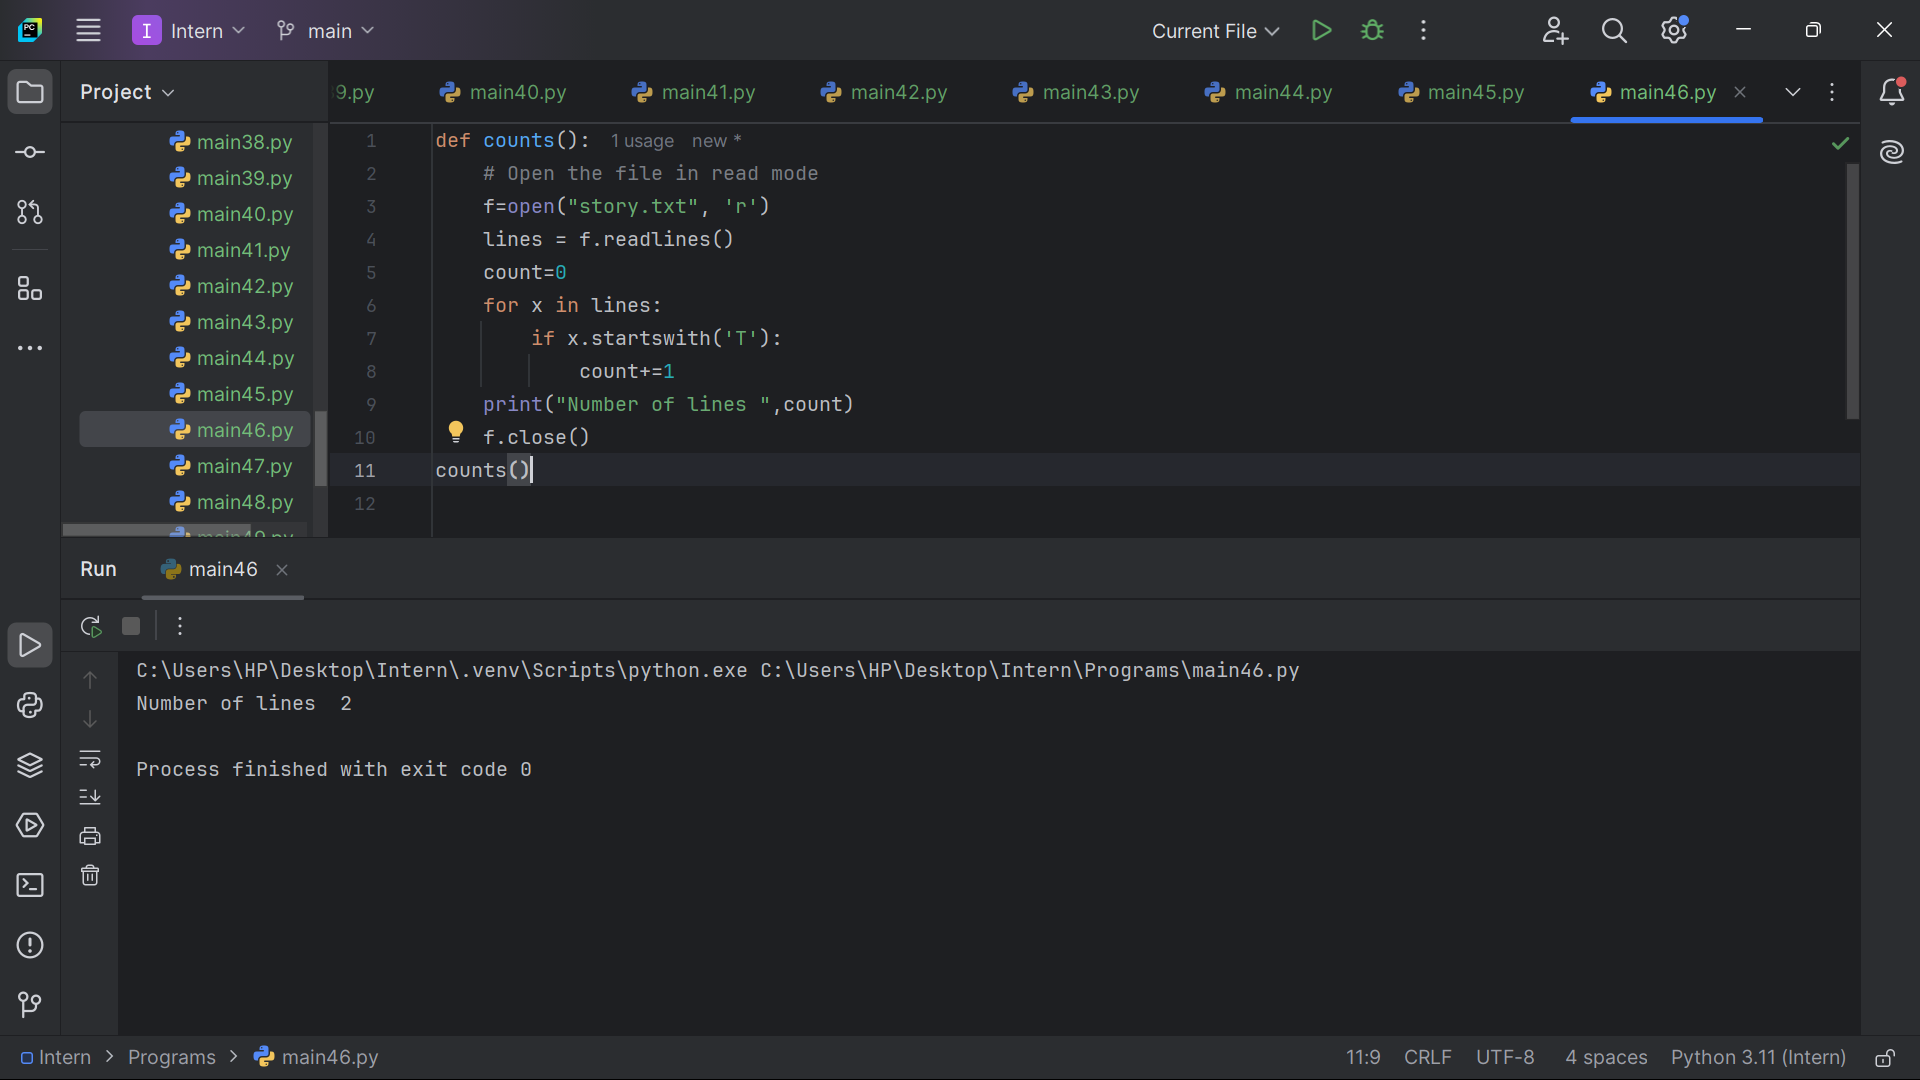 PC
I Intern main Current File
Project
9.py main40.py main41.py main42.py main43.py main44.py main45.py main46.py
main38.py
main39.py
main40.py
main41.py
main42.py
main43.py
main44.py
main45.py
main46.py
main47.py
main48.py
main49.py
1 def counts(): 1 usage new *
2 # Open the file in read mode
3 f=open("story.txt", 'r')
4 lines = f.readlines()
5 count=0
6 for x in lines:
7 if x.startswith('T'):
8 count+=1
9 print("Number of lines ",count)
10 f.close()
11 counts()
12
Run main46
C:\Users\HP\Desktop\Intern\.venv\Scripts\python.exe C:\Users\HP\Desktop\Intern\Programs\main46.py
Number of lines  2
Process finished with exit code 0
Intern > Programs > main46.py 11:9 CRLF UTF-8 4 spaces Python 3.11 (Intern)